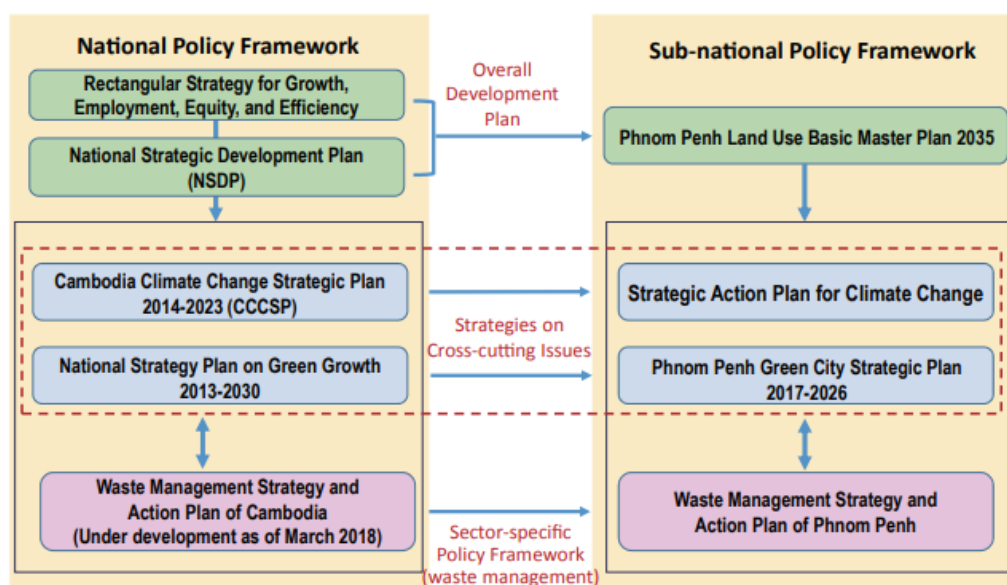 National Policy Framework
Rectangular Strategy for Growth,
Employment, Equity, and Efficiency
National Strategic Development Plan
(NSDP)
Cambodia Climate Change Strategic Plan
2014-2023 (CCCSP)
National Strategy Plan on Green Growth
2013-2030
Waste Management Strategy and
Action Plan of Cambodia
(Under development as of March 2018)
Overall
Development
Plan
Strategies on
Cross-cutting Issues
Sector-specific
Policy Framework
(waste management)
Sub-national Policy Framework
Phnom Penh Land Use Basic Master Plan 2035
Strategic Action Plan for Climate Change
Phnom Penh Green City Strategic Plan
2017-2026
Waste Management Strategy and
Action Plan of Phnom Penh